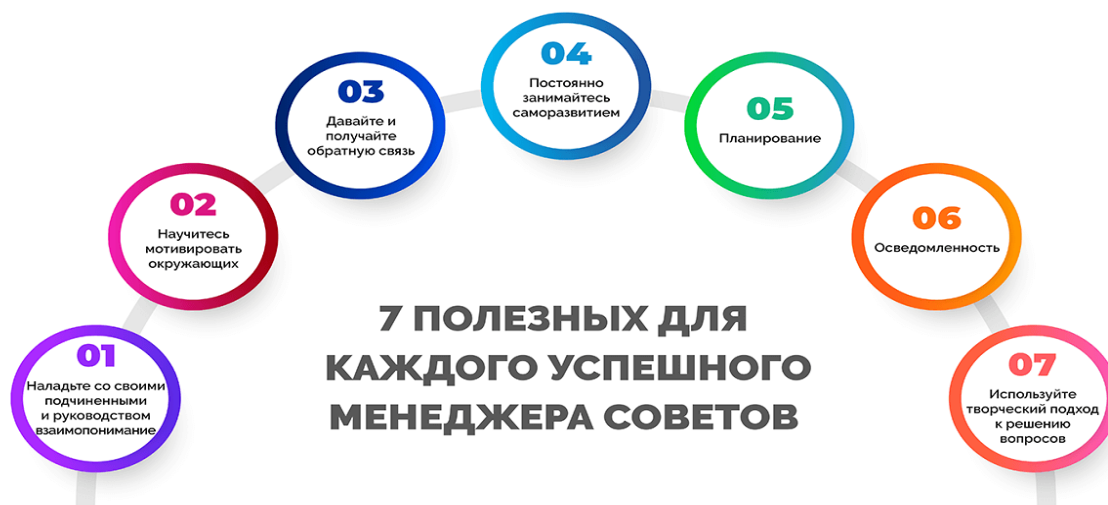 01
Наладьте со своими
подчиненными
и руководством
взаимопонимание
02
Научитесь
мотивировать
окружающих
03
Давайте и
получайте
обратную связь
04
Постоянно
занимайтесь
саморазвитием
05
Планирование
06
Осведомленность
07
Используйте
творческий подход
к решению
вопросов
7 ПОЛЕЗНЫХ ДЛЯ
КАЖДОГО УСПЕШНОГО
МЕНЕДЖЕРА СОВЕТОВ